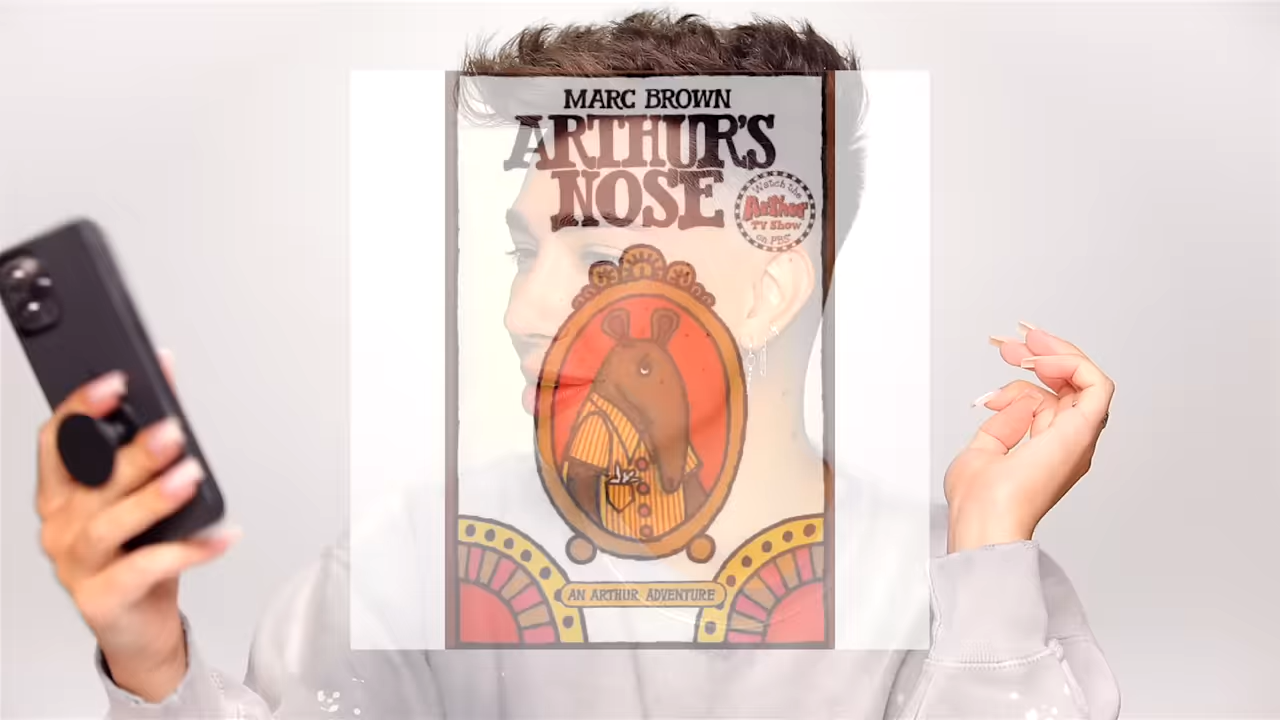 MARC BROWN
ARTHUR'S
NOSE
Watch the
Arthur
TV Show
on PBS
AN ARTHUR ADVENTURE